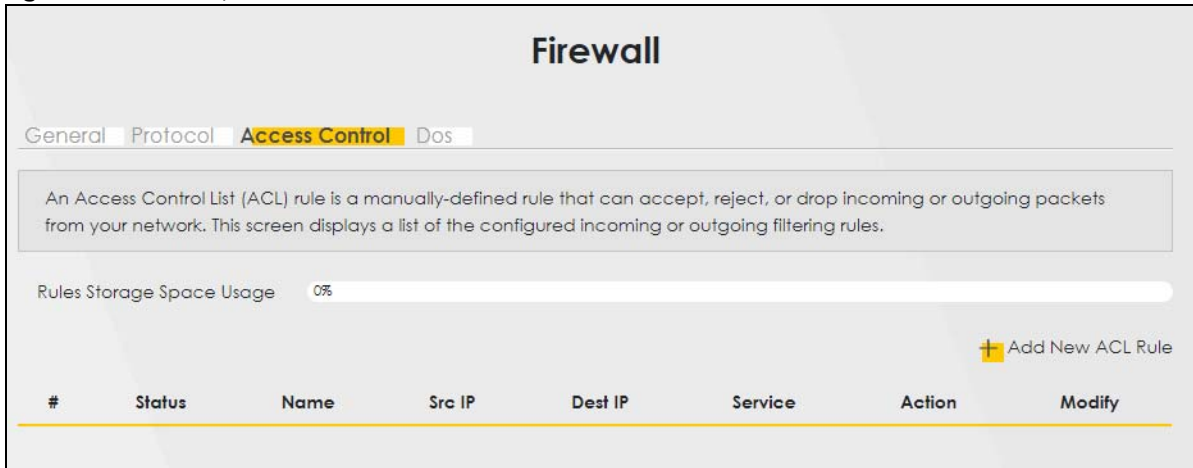 Firewall
General Protocol Access Control Dos
An Access Control List (ACL) rule is a manually-defined rule that can accept, reject, or drop incoming or outgoing packets
from your network. This screen displays a list of the configured incoming or outgoing filtering rules.
Rules Storage Space Usage 0%
+ Add New ACL Rule
# Status Name Src IP Dest IP Service Action Modify